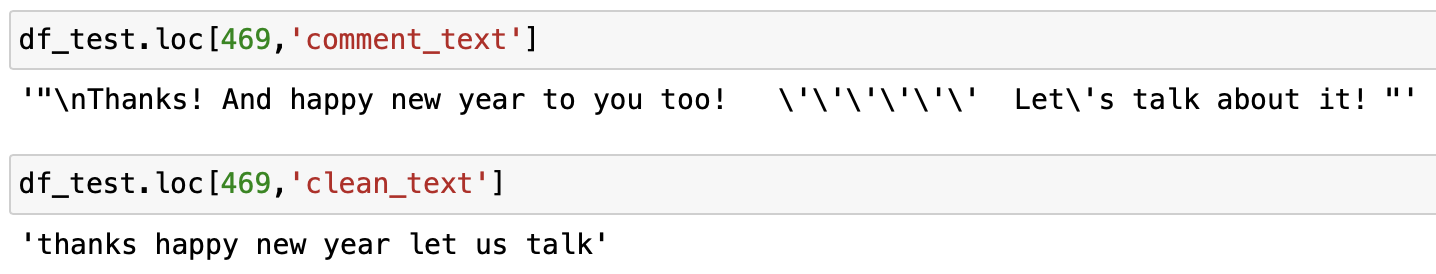 df_test.loc[469,'comment_text']
'"\nThanks! And happy new year to you too!   \'\'\'\'\'\'  Let\'s talk about it! "'
df_test.loc[469,'clean_text']
'thanks happy new year let us talk'